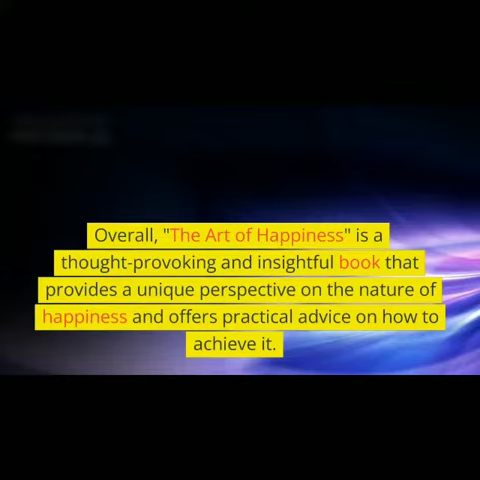 Overall, "The Art of Happiness" is a
thought-provoking and insightful book that
provides a unique perspective on the nature of
happiness and offers practical advice on how to
achieve it.